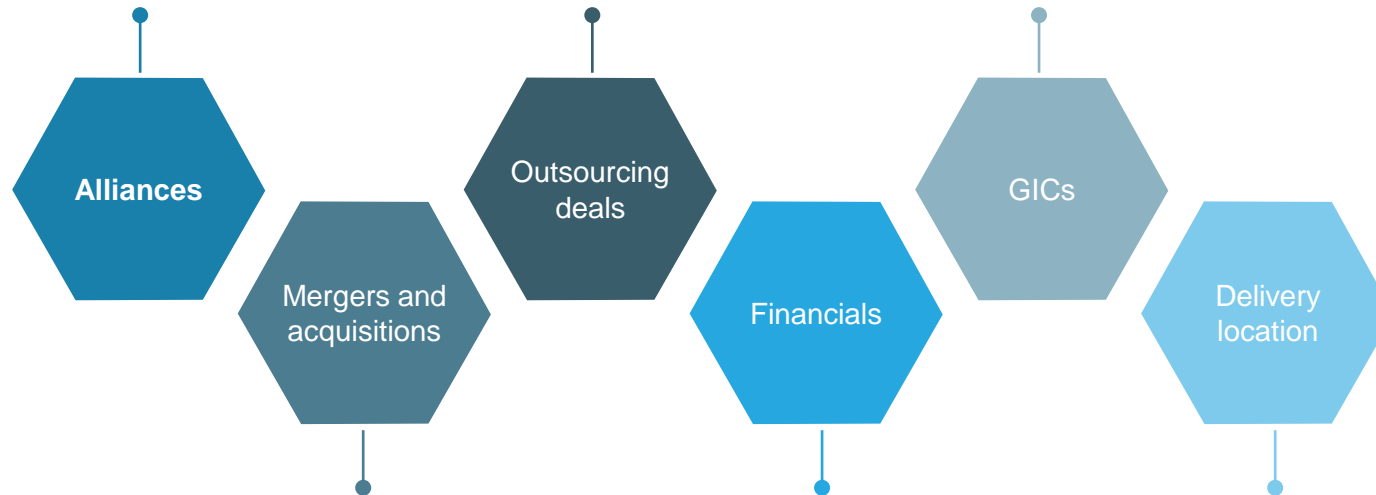 Alliances
Mergers and
acquisitions
Outsourcing
deals
Financials
GICs
Delivery
location